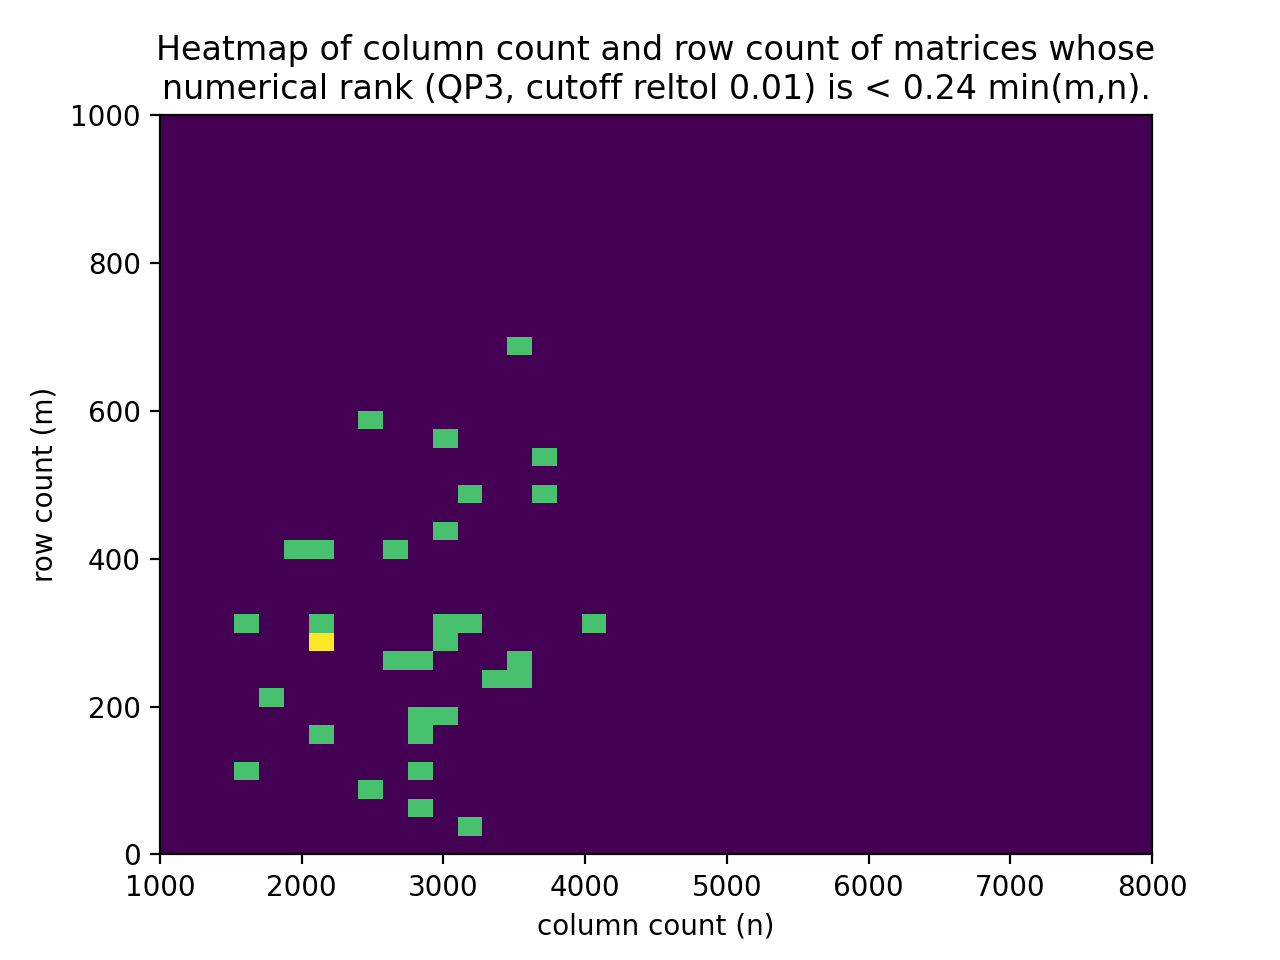 Heatmap of column count and row count of matrices whose
numerical rank (QP3, cutoff reltol 0.01) is < 0.24 min(m,n).
1000
800
600
400
200
0
row count (m)
1000 2000 3000 4000 5000 6000 7000 8000
column count (n)